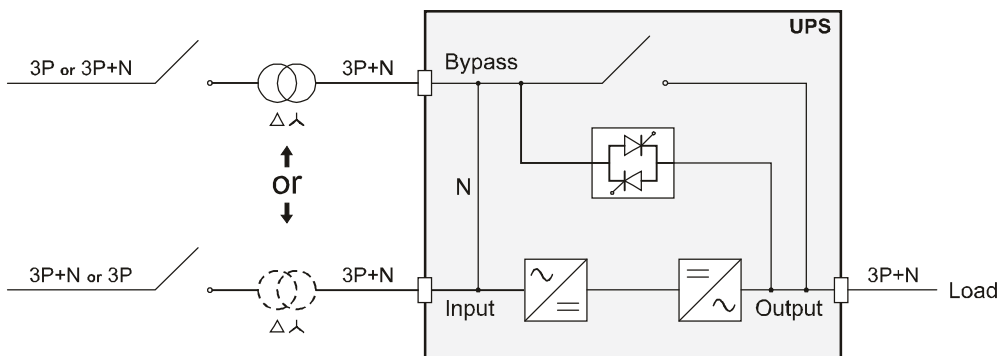 UPS
3P or 3P+N
3P+N
Bypass
or
N
3P+N or 3P
3P+N
Input
Output
3P+N
Load